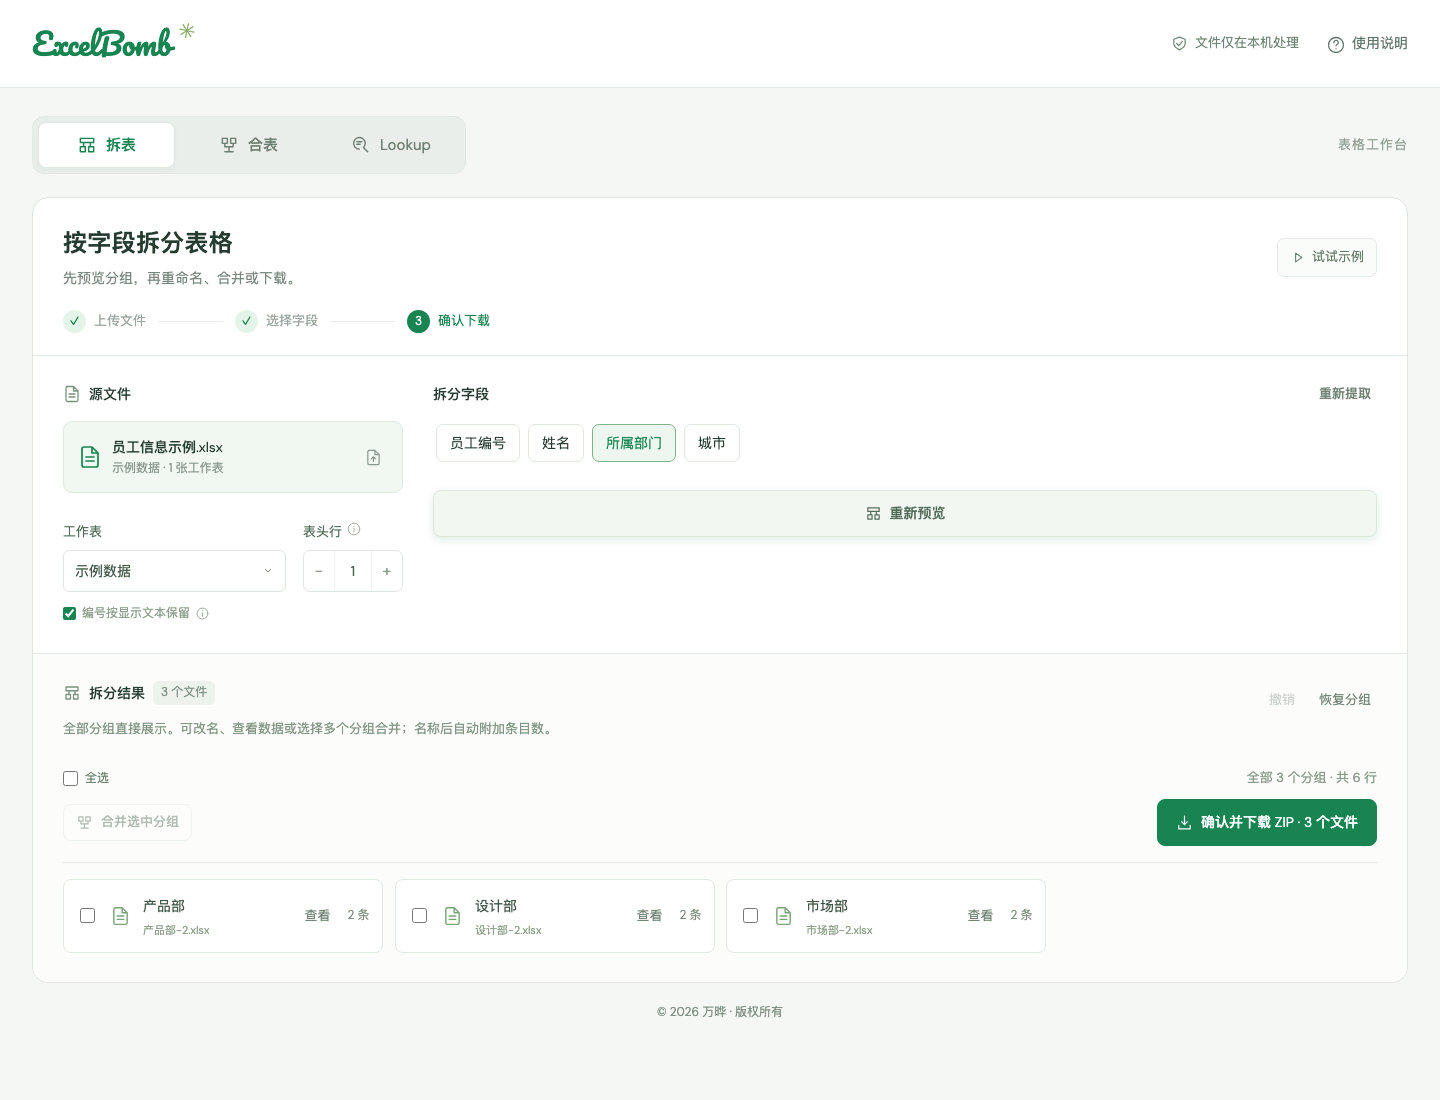 ExcelBomb
文件仅在本机处理
使用说明
拆表
合表
Lookup
表格工作台
按字段拆分表格
先预览分组，再重命名、合并或下载。
试试示例
上传文件
选择字段
3 确认下载
源文件
员工信息示例.xlsx
示例数据 · 1 张工作表
工作表
表头行
示例数据
− 1 +
编号按显示文本保留
拆分字段
重新提取
员工编号
姓名
所属部门
城市
重新预览
拆分结果
3 个文件
撤销
恢复分组
全部分组直接展示。可改名、查看数据或选择多个分组合并；名称后自动附加条目数。
全选
全部 3 个分组 · 共 6 行
合并选中分组
确认并下载 ZIP · 3 个文件
产品部
产品部-2.xlsx
查看
2 条
设计部
设计部-2.xlsx
查看
2 条
市场部
市场部-2.xlsx
查看
2 条
© 2026 万晔 · 版权所有